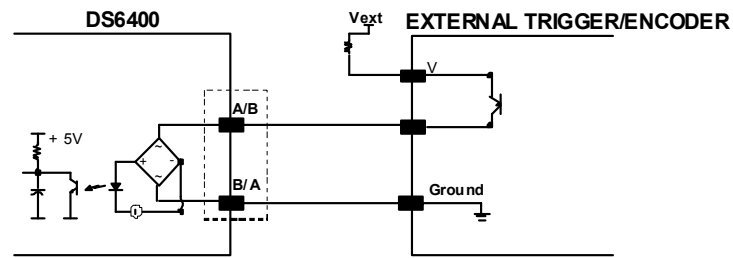 DS6400
Vext
EXTERNAL TRIGGER/ENCODER
V
A/B
+ 5V
~
+
-
~
B/A
Ground